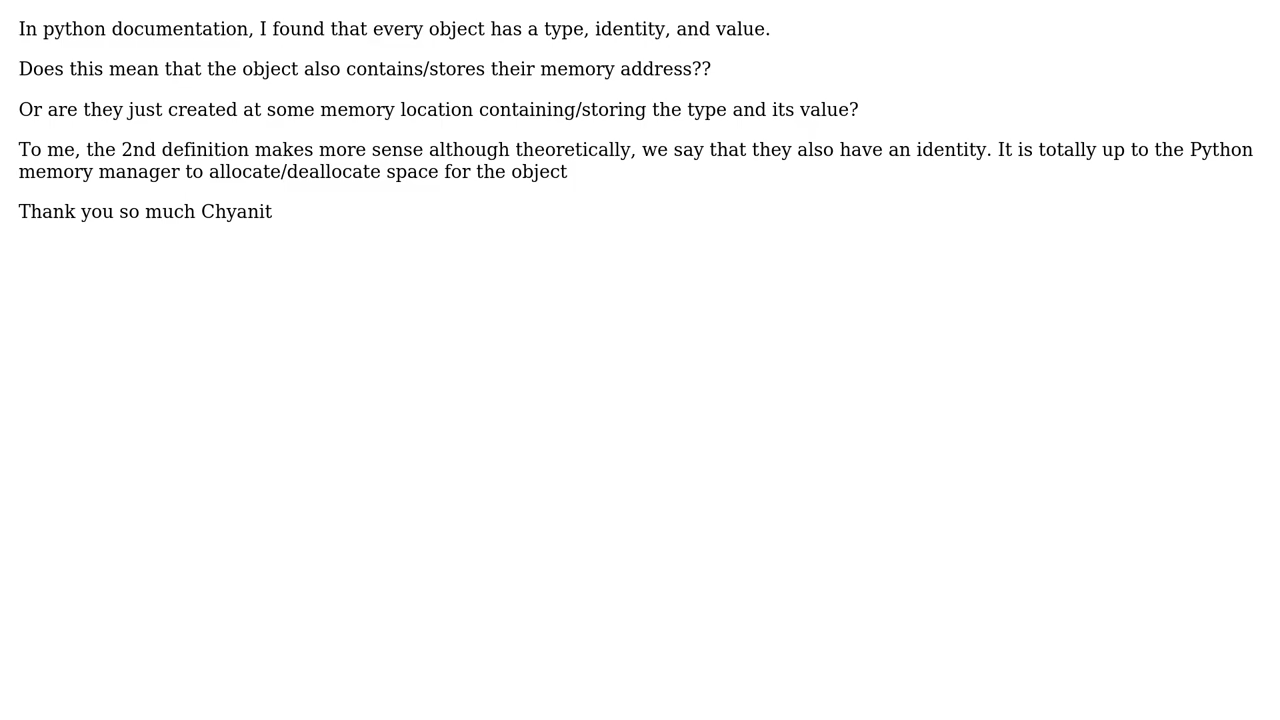 In python documentation, I found that every object has a type, identity, and value.
Does this mean that the object also contains/stores their memory address??
Or are they just created at some memory location containing/storing the type and its value?
To me, the 2nd definition makes more sense although theoretically, we say that they also have an identity. It is totally up to the Python
memory manager to allocate/deallocate space for the object
Thank you so much Chyanit